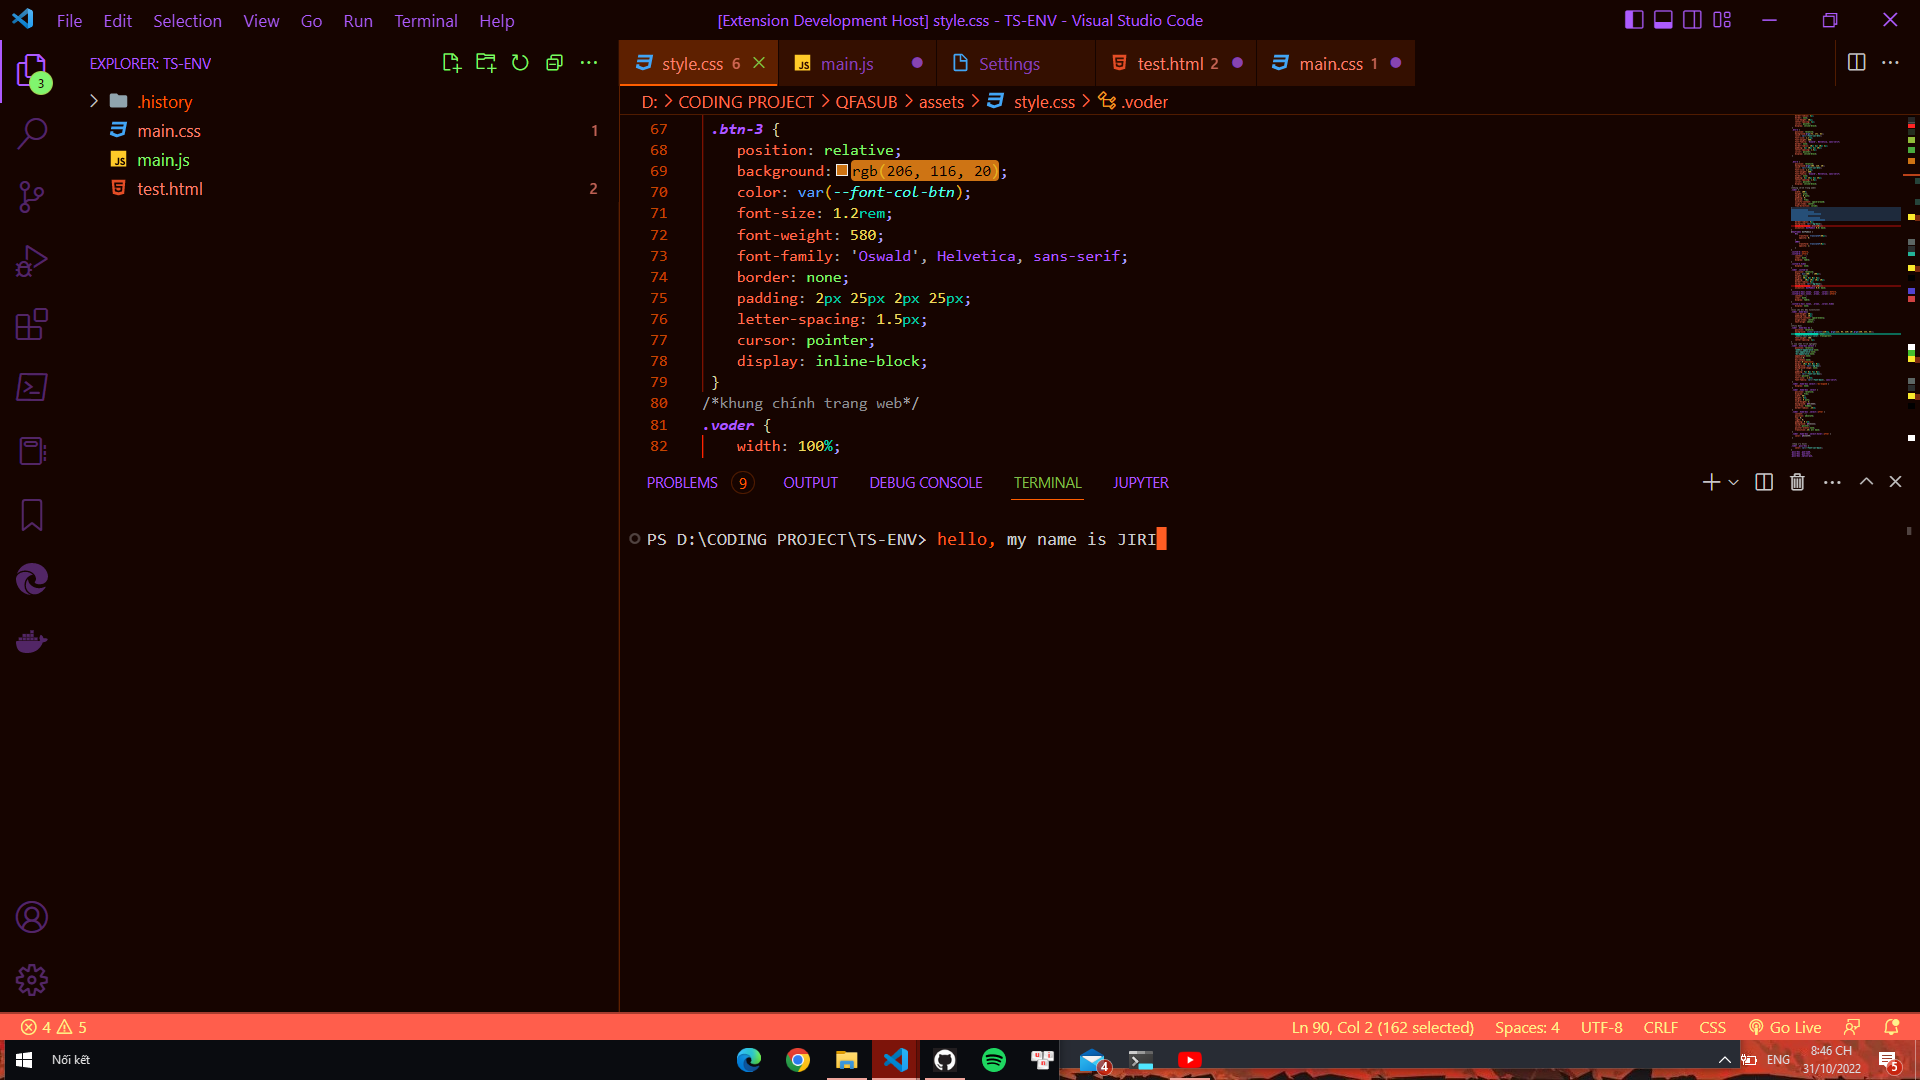 File Edit Selection View Go Run Terminal Help
[Extension Development Host] style.css - TS-ENV - Visual Studio Code
EXPLORER: TS-ENV
.history
main.css 1
main.js
test.html 2
3
style.css 6
main.js
Settings
test.html 2
main.css 1
D: > CODING PROJECT > QFASUB > assets > style.css > .voder
67 .btn-3 {
68 position: relative;
69 background: rgb(206, 116, 20);
70 color: var(--font-col-btn);
71 font-size: 1.2rem;
72 font-weight: 580;
73 font-family: 'Oswald', Helvetica, sans-serif;
74 border: none;
75 padding: 2px 25px 2px 25px;
76 letter-spacing: 1.5px;
77 cursor: pointer;
78 display: inline-block;
79 }
80 /*khung chính trang web*/
81 .voder {
82 width: 100%;
PROBLEMS 9 OUTPUT DEBUG CONSOLE TERMINAL JUPYTER
PS D:\CODING PROJECT\TS-ENV> hello, my name is JIRI
4 5
Ln 90, Col 2 (162 selected) Spaces: 4 UTF-8 CRLF CSS Go Live
Nối kết
4
ENG
8:46 CH
31/10/2022
5